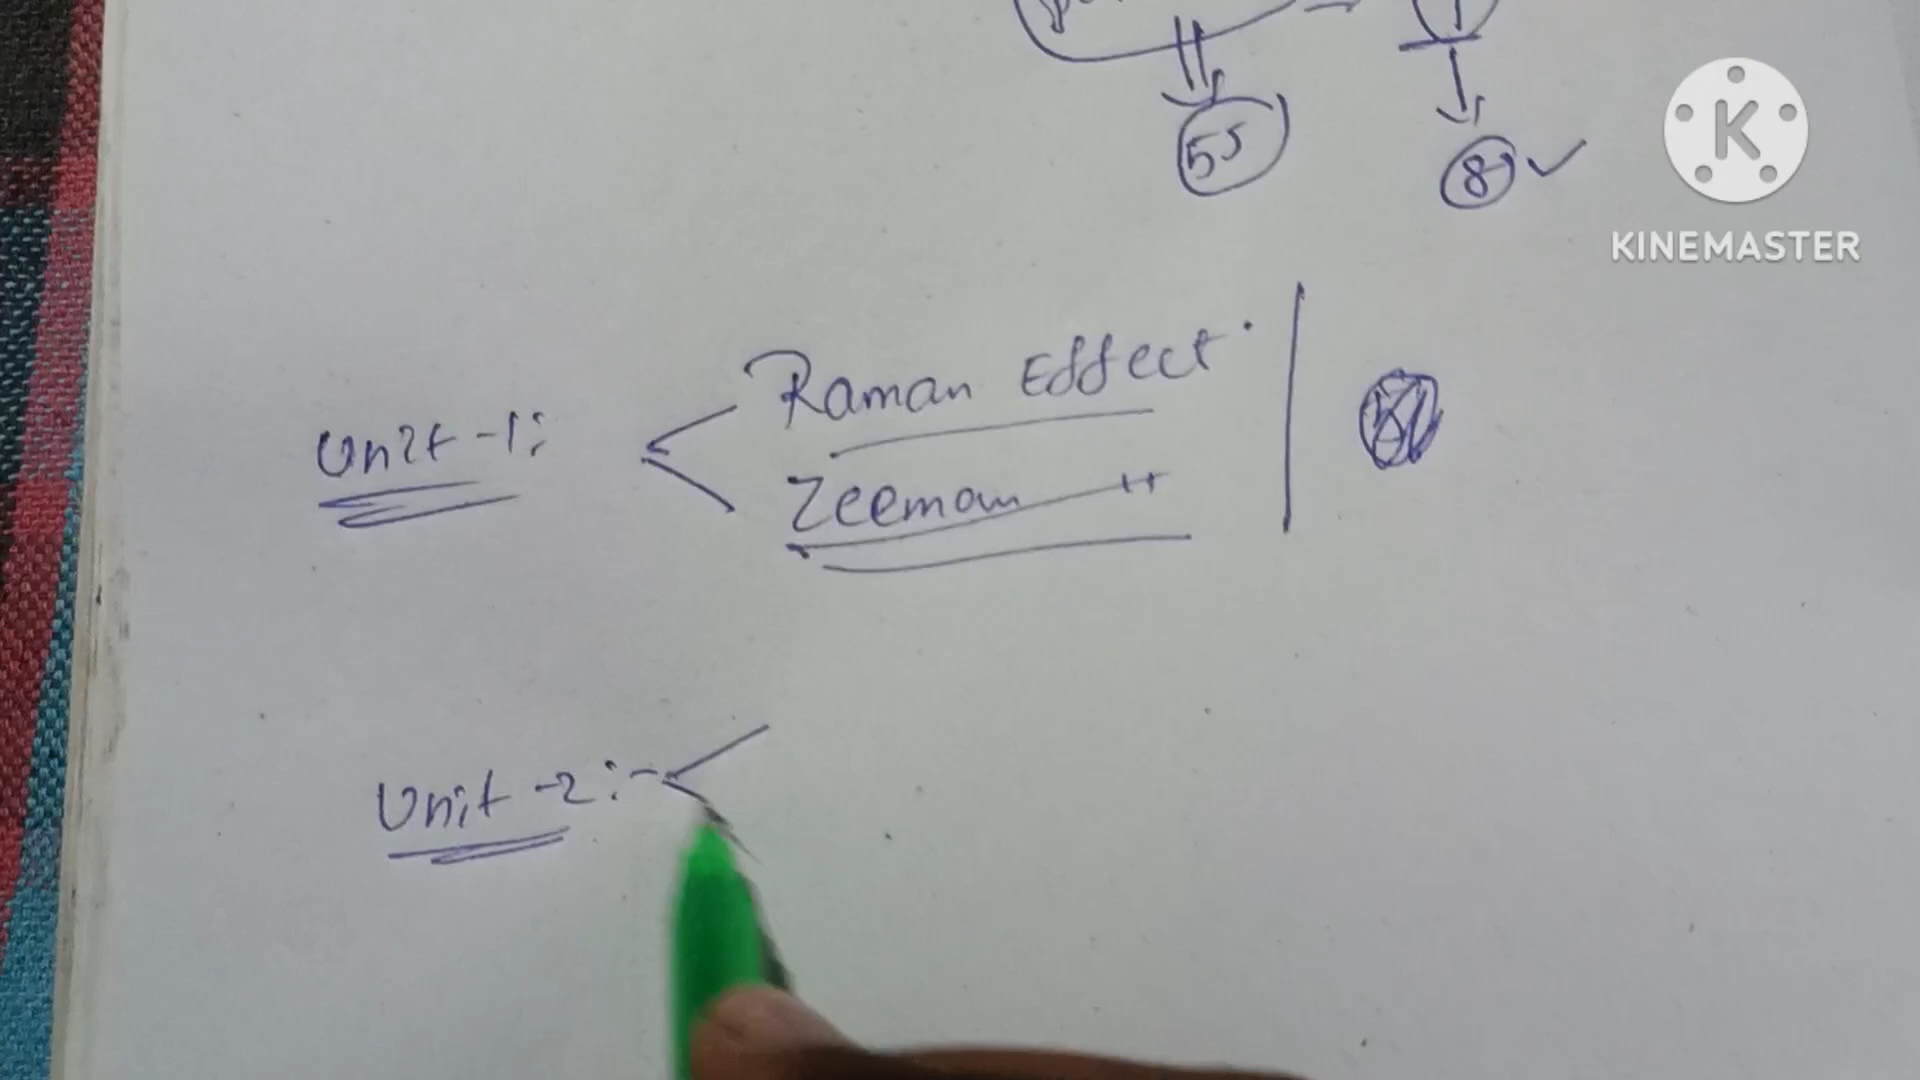 55
8
K
KINEMASTER
Unit-1:
Raman Effect
Zeeman "
Unit-2:-